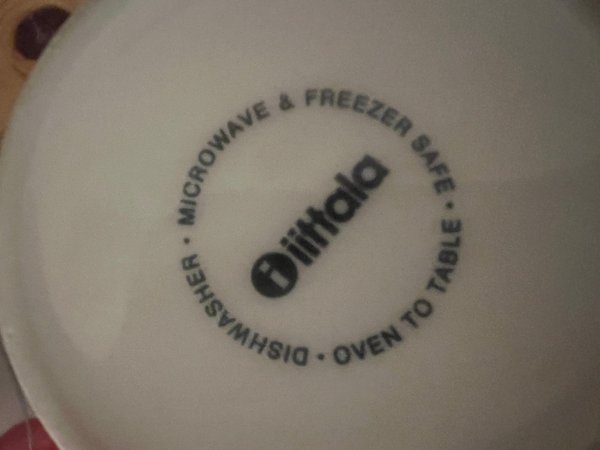 DISHWASHER • MICROWAVE & FREEZER SAFE • OVEN TO TABLE •
i iittala